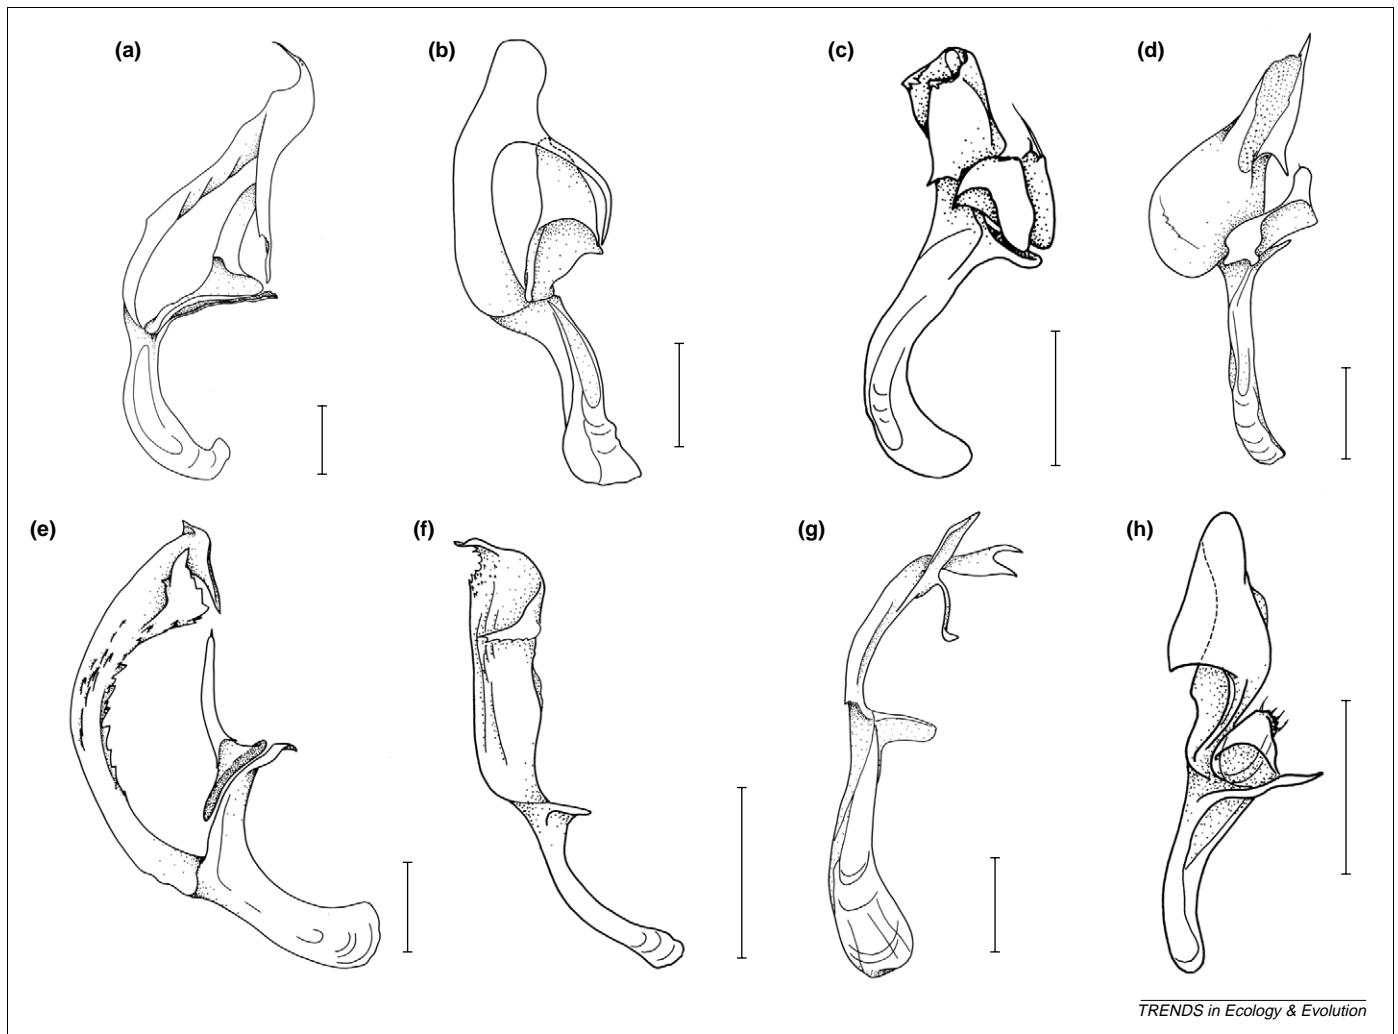 (a)
(b)
(c)
(d)
(e)
(f)
(g)
(h)
TRENDS in Ecology & Evolution